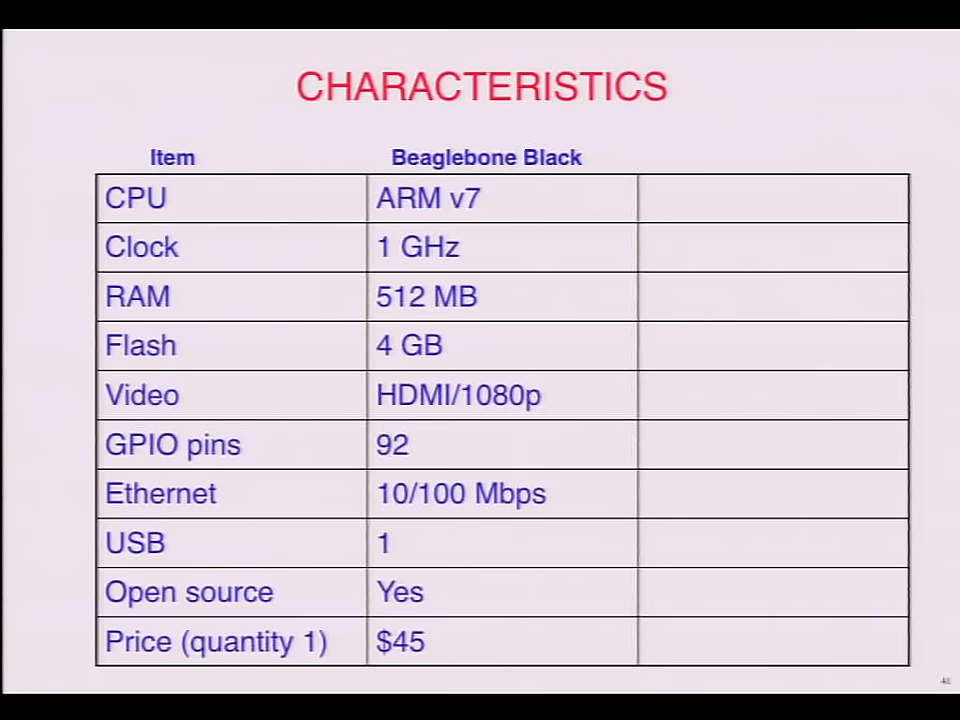 CHARACTERISTICS
Item Beaglebone Black
CPU ARM v7
Clock 1 GHz
RAM 512 MB
Flash 4 GB
Video HDMI/1080p
GPIO pins 92
Ethernet 10/100 Mbps
USB 1
Open source Yes
Price (quantity 1) $45